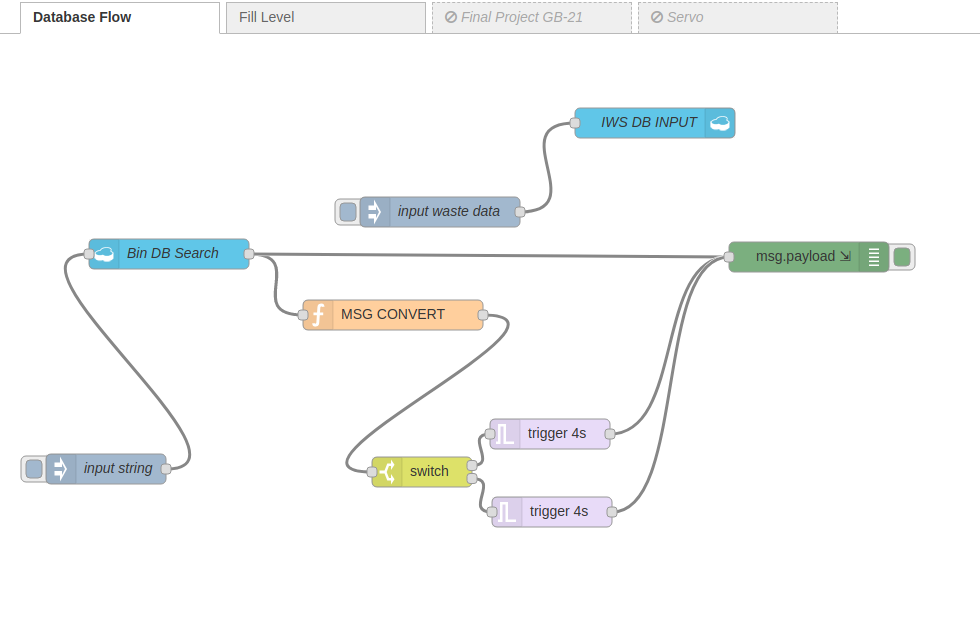 Database Flow
Fill Level
Final Project GB-21
Servo
IWS DB INPUT
input waste data
Bin DB Search
msg.payload
MSG CONVERT
trigger 4s
input string
switch
trigger 4s